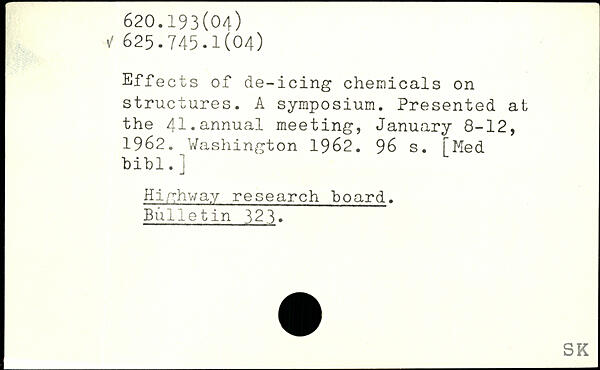 620.193(04)
√ 625.745.1(04)
Effects of de-icing chemicals on
structures. A symposium. Presented at
the 41.annual meeting, January 8-12,
1962. Washington 1962. 96 s. [Med
bibl.]
Highway research board.
Bulletin 323.
SK